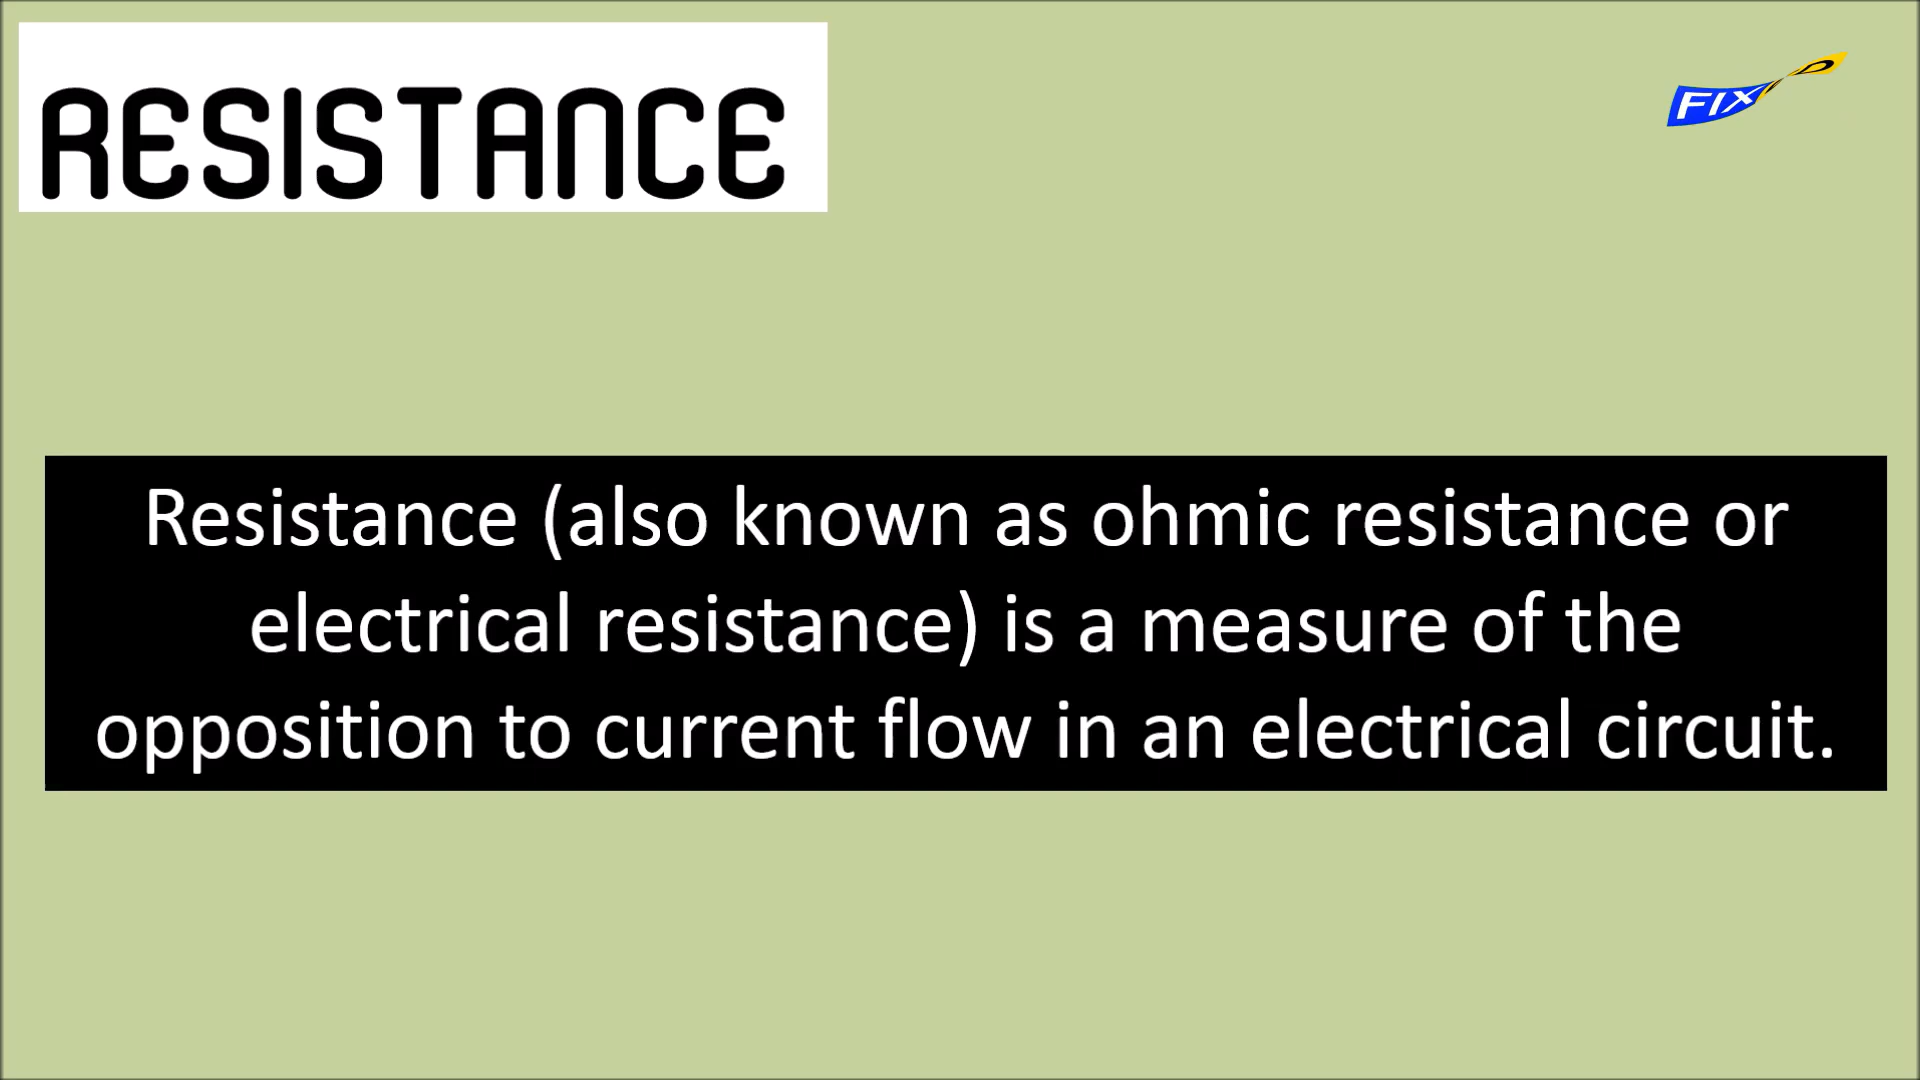 RESISTANCE
FIX D
Resistance (also known as ohmic resistance or
electrical resistance) is a measure of the
opposition to current flow in an electrical circuit.